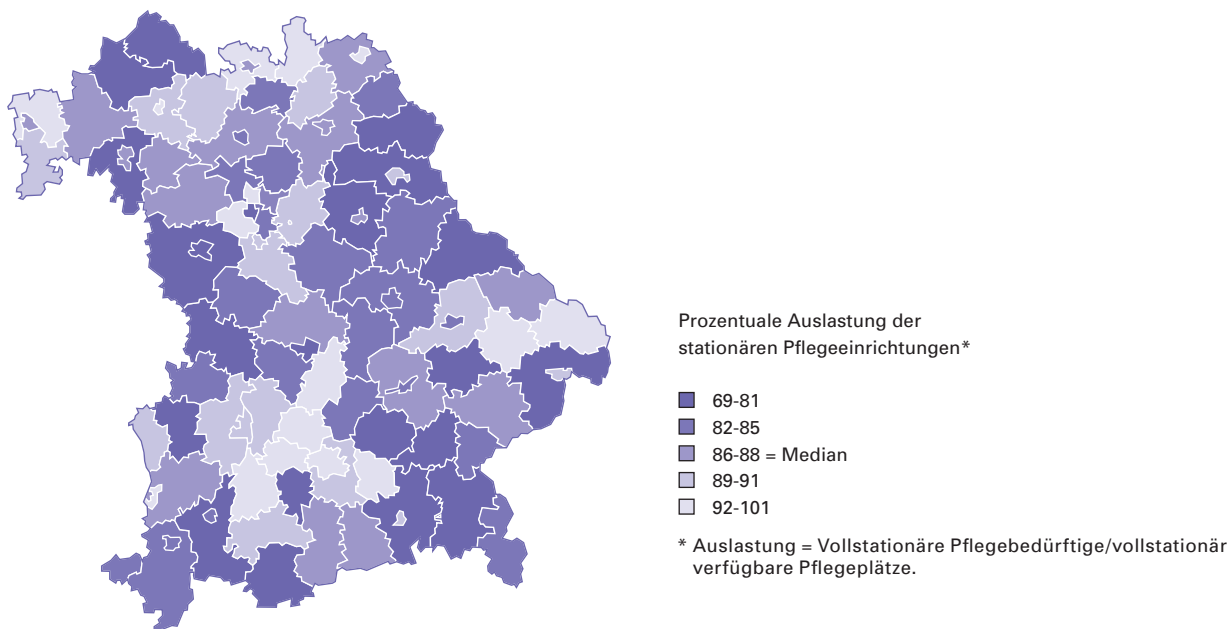 Prozentuale Auslastung der
stationären Pflegeeinrichtungen*
69-81
82-85
86-88 = Median
89-91
92-101
* Auslastung = Vollstationäre Pflegebedürftige/vollstationär
verfügbare Pflegeplätze.